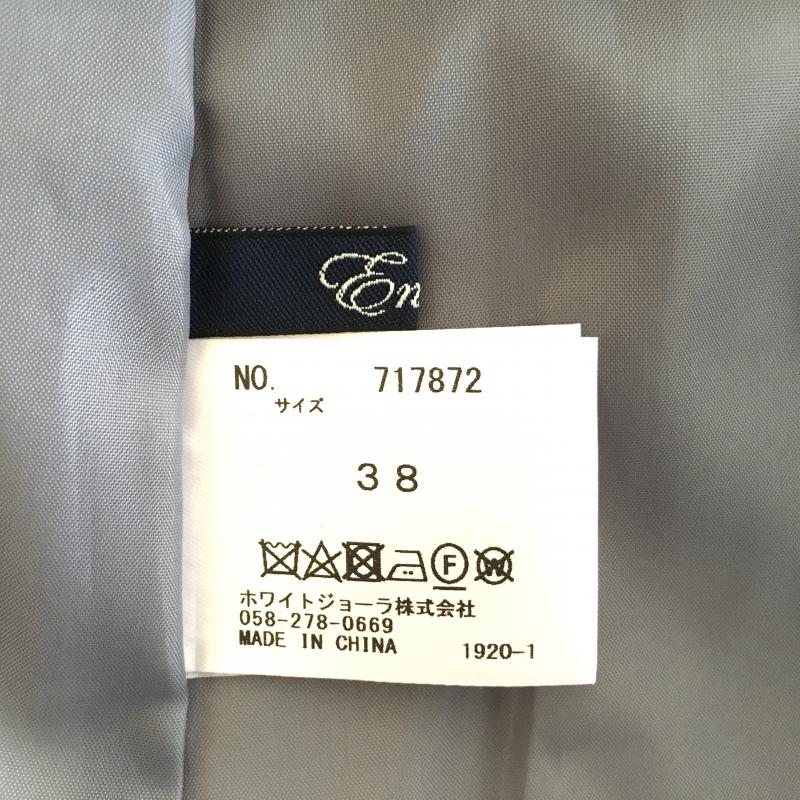 En
NO. 717872
サイズ
38
F W
ホワイトジョーラ株式会社
058-278-0669
MADE IN CHINA 1920-1